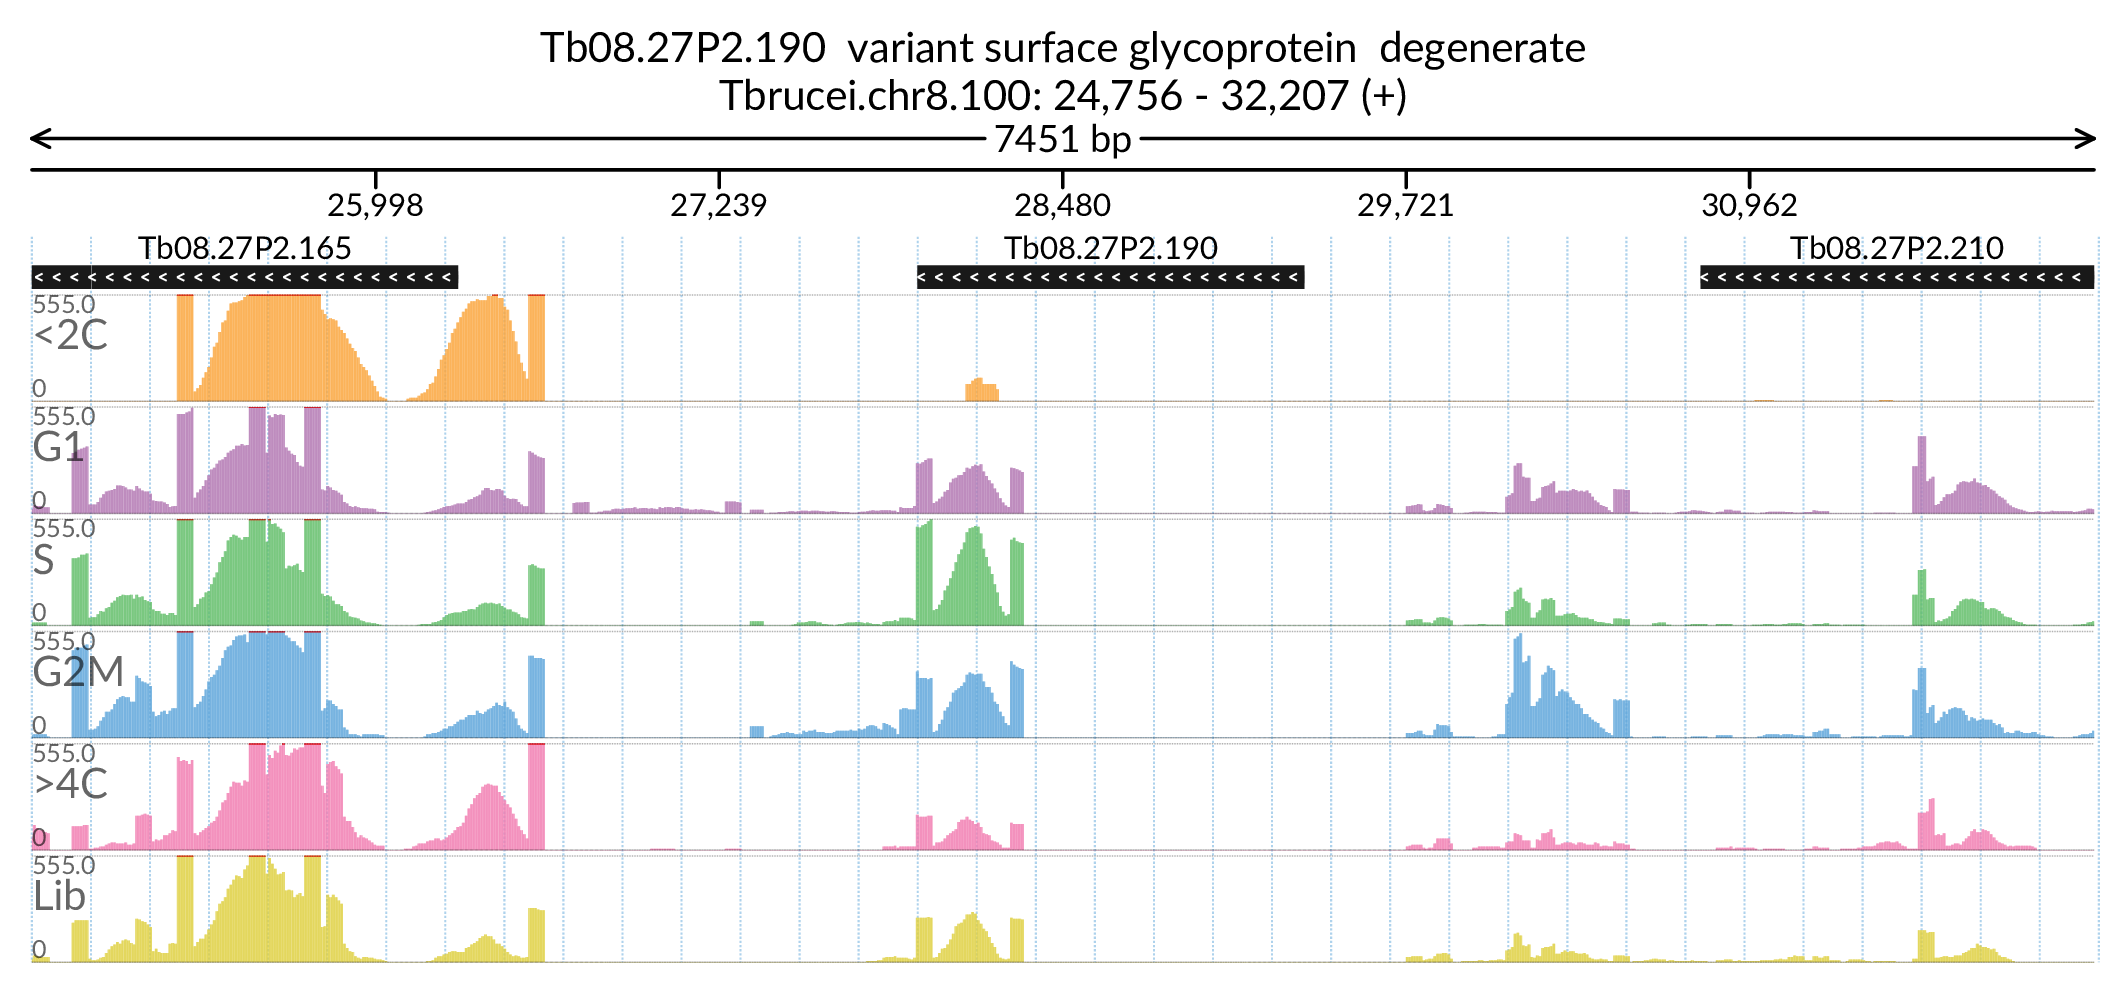 Tb08.27P2.190 variant surface glycoprotein degenerate
Tbrucei.chr8.100: 24,756 - 32,207 (+)
7451 bp
25,998 27,239 28,480 29,721 30,962
Tb08.27P2.165 Tb08.27P2.190 Tb08.27P2.210
555.0
<2C
0
555.0
G1
0
555.0
S
0
555.0
G2M
0
555.0
>4C
0
555.0
Lib
0